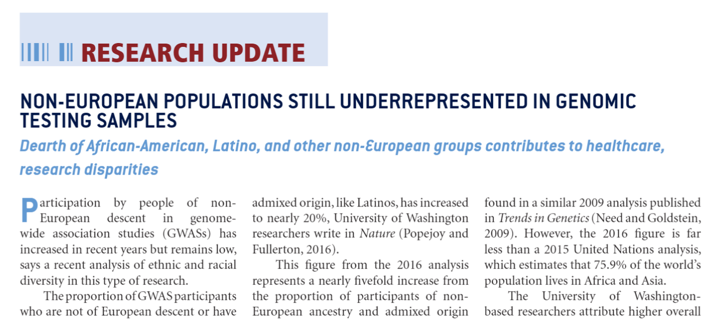 RESEARCH UPDATE
NON-EUROPEAN POPULATIONS STILL UNDERREPRESENTED IN GENOMIC
TESTING SAMPLES
Dearth of African-American, Latino, and other non-European groups contributes to healthcare,
research disparities
Participation by people of non-
European descent in genome-
wide association studies (GWASs) has
increased in recent years but remains low,
says a recent analysis of ethnic and racial
diversity in this type of research.
The proportion of GWAS participants
who are not of European descent or have
admixed origin, like Latinos, has increased
to nearly 20%, University of Washington
researchers write in Nature (Popejoy and
Fullerton, 2016).
This figure from the 2016 analysis
represents a nearly fivefold increase from
the proportion of participants of non-
European ancestry and admixed origin
found in a similar 2009 analysis published
in Trends in Genetics (Need and Goldstein,
2009). However, the 2016 figure is far
less than a 2015 United Nations analysis,
which estimates that 75.9% of the world's
population lives in Africa and Asia.
The University of Washington-
based researchers attribute higher overall